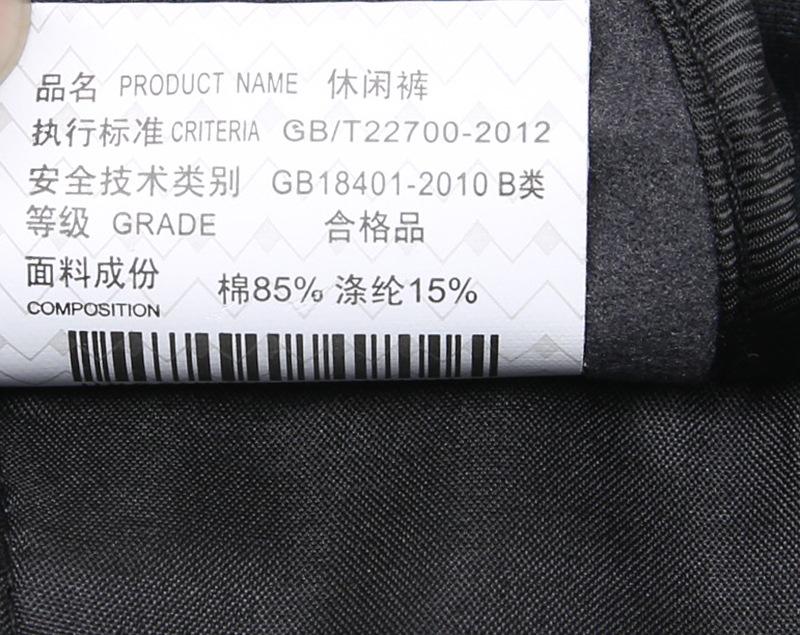 品名 PRODUCT NAME 休闲裤
执行标准 CRITERIA GB/T22700-2012
安全技术类别 GB18401-2010 B类
等级 GRADE 合格品
面料成份 棉85% 涤纶15%
COMPOSITION